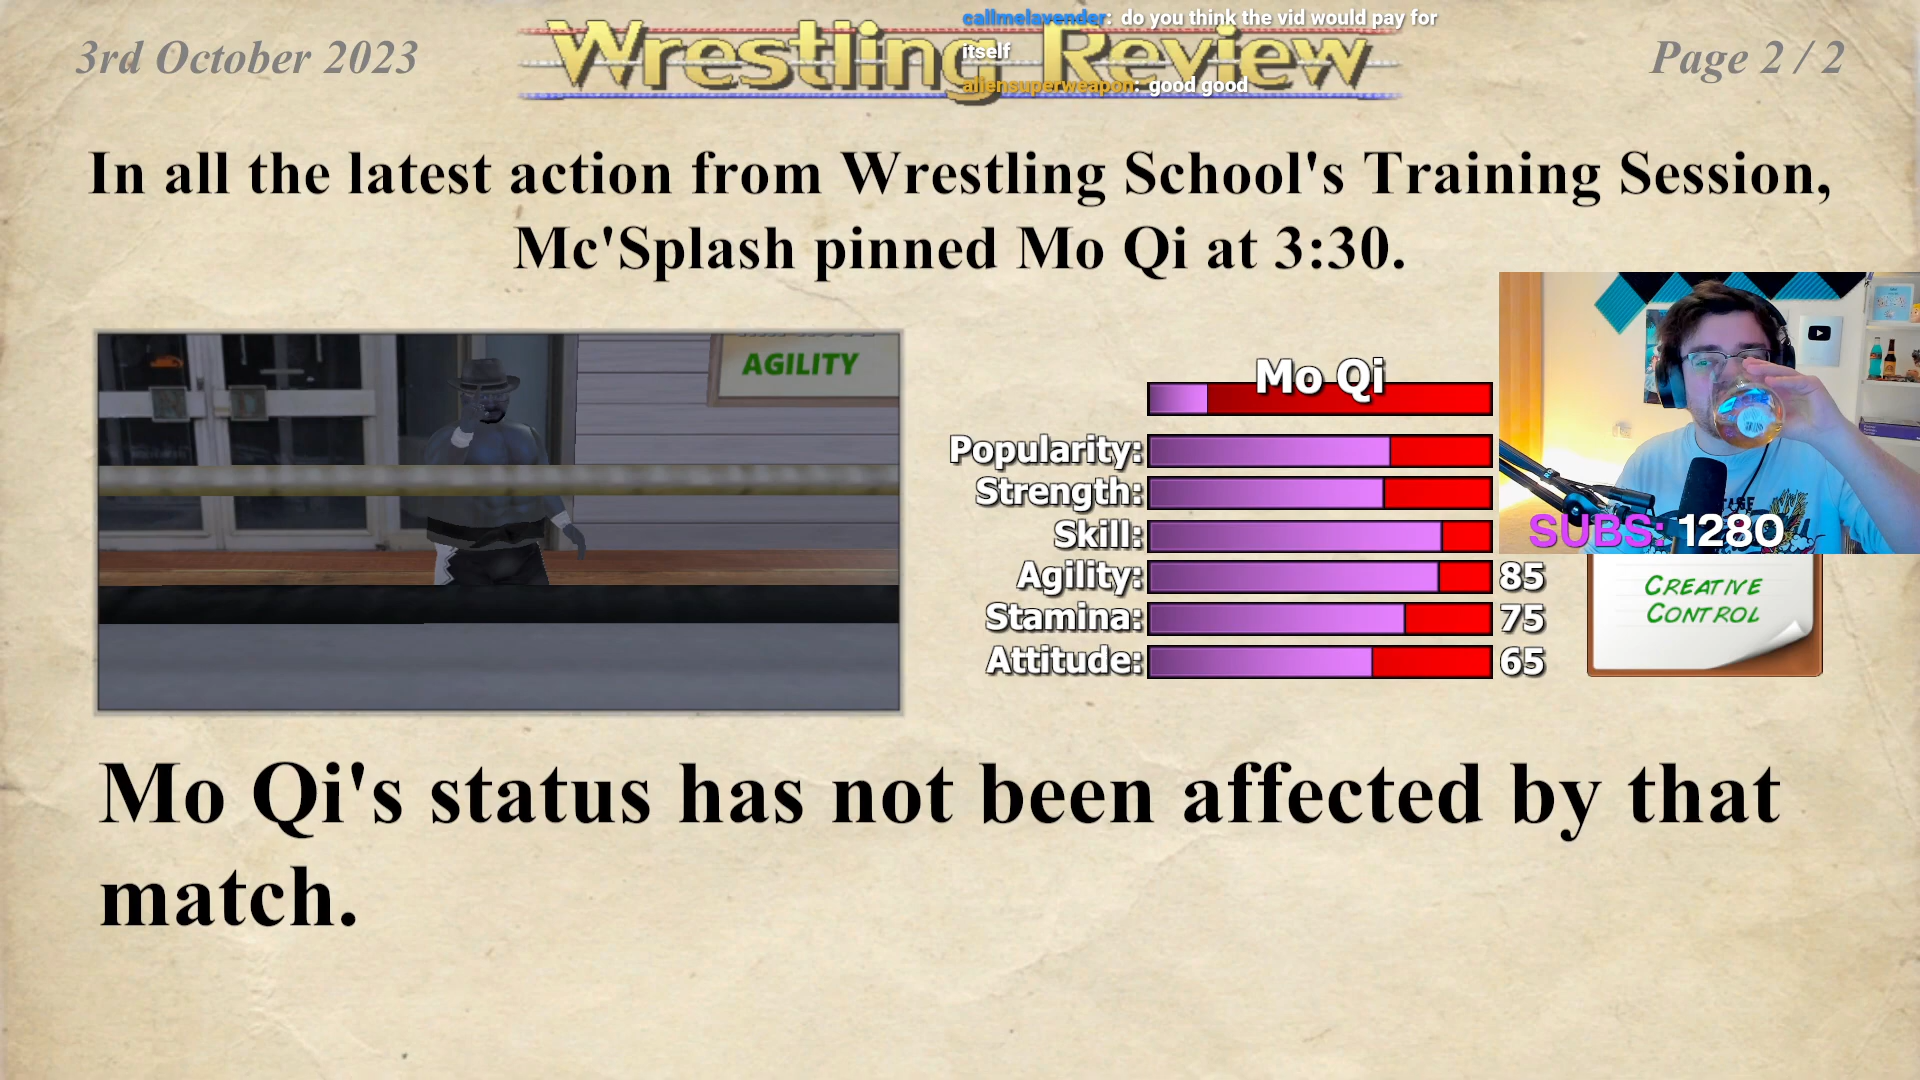 3rd October 2023
Wrestling Review
Page 2 / 2
callmelavender: do you think the vid would pay for
itself
aliensuperweapon: good good
In all the latest action from Wrestling School's Training Session,
Mc'Splash pinned Mo Qi at 3:30.
AGILITY
Mo Qi
Popularity:
Strength:
Skill:
Agility: 85
Stamina: 75
Attitude: 65
SUBS: 1280
CREATIVE
CONTROL
Mo Qi's status has not been affected by that
match.